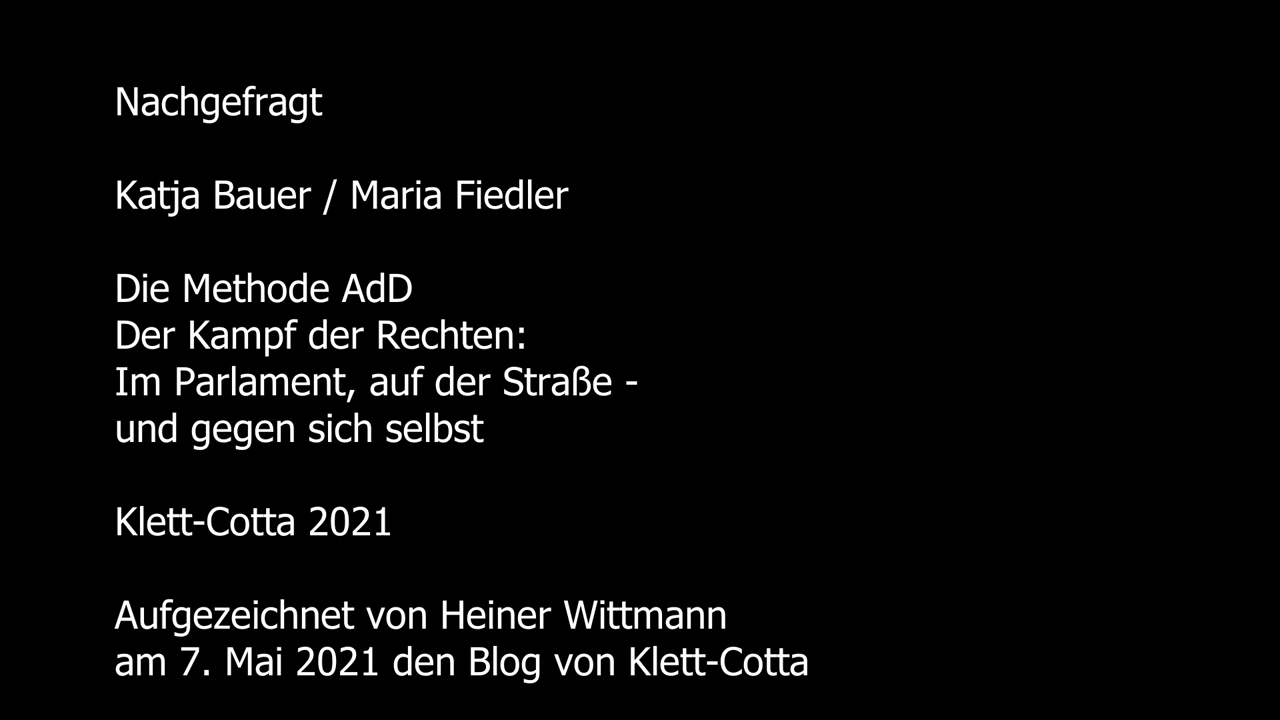 Nachgefragt
Katja Bauer / Maria Fiedler
Die Methode AdD
Der Kampf der Rechten:
Im Parlament, auf der Straße -
und gegen sich selbst
Klett-Cotta 2021
Aufgezeichnet von Heiner Wittmann
am 7. Mai 2021 den Blog von Klett-Cotta